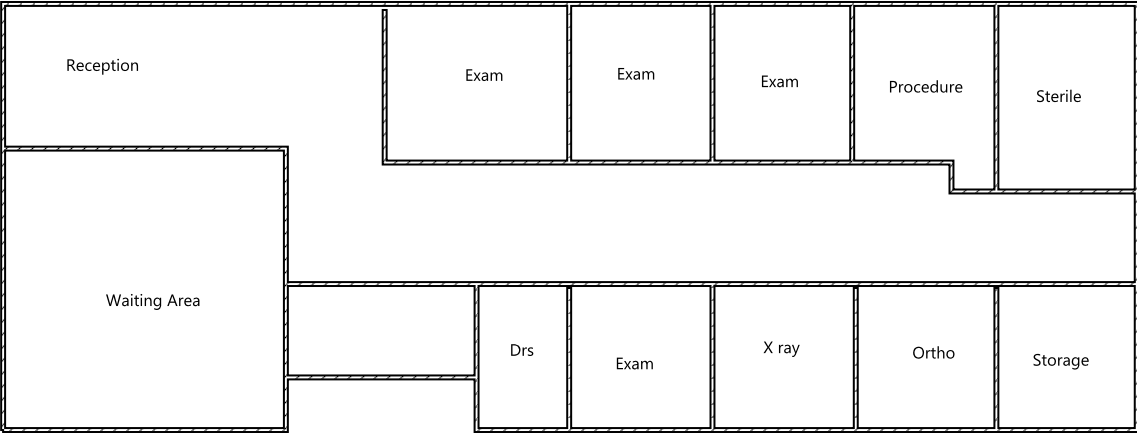 Reception
Exam
Exam
Exam
Procedure
Sterile
Waiting Area
Drs
Exam
X ray
Ortho
Storage